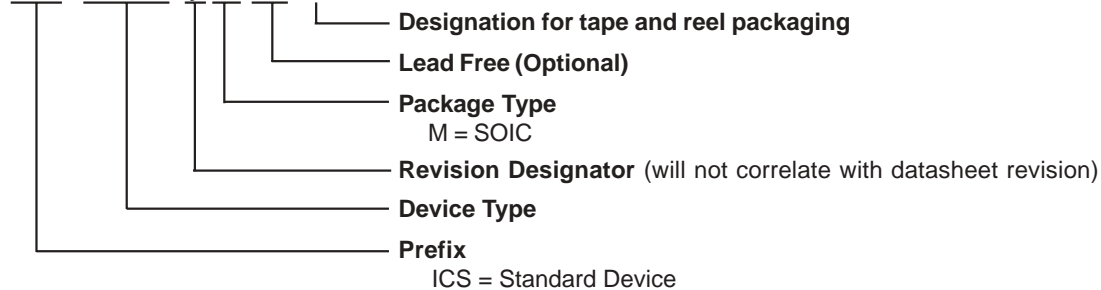 Designation for tape and reel packaging
Lead Free (Optional)
Package Type
M = SOIC
Revision Designator (will not correlate with datasheet revision)
Device Type
Prefix
ICS = Standard Device